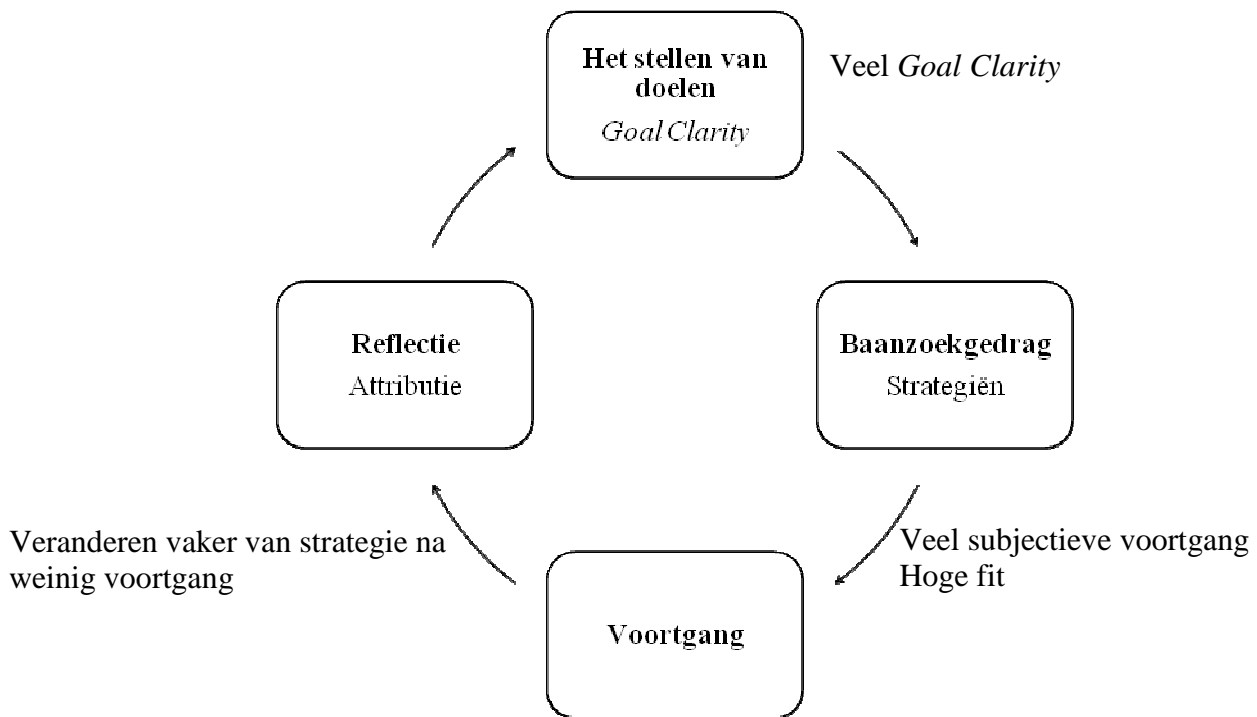 Het stellen van
doelen
Goal Clarity
Veel Goal Clarity
Reflectie
Attributie
Baanzoekgedrag
Strategiën
Veranderen vaker van strategie na
weinig voortgang
Veel subjectieve voortgang
Hoge fit
Voortgang